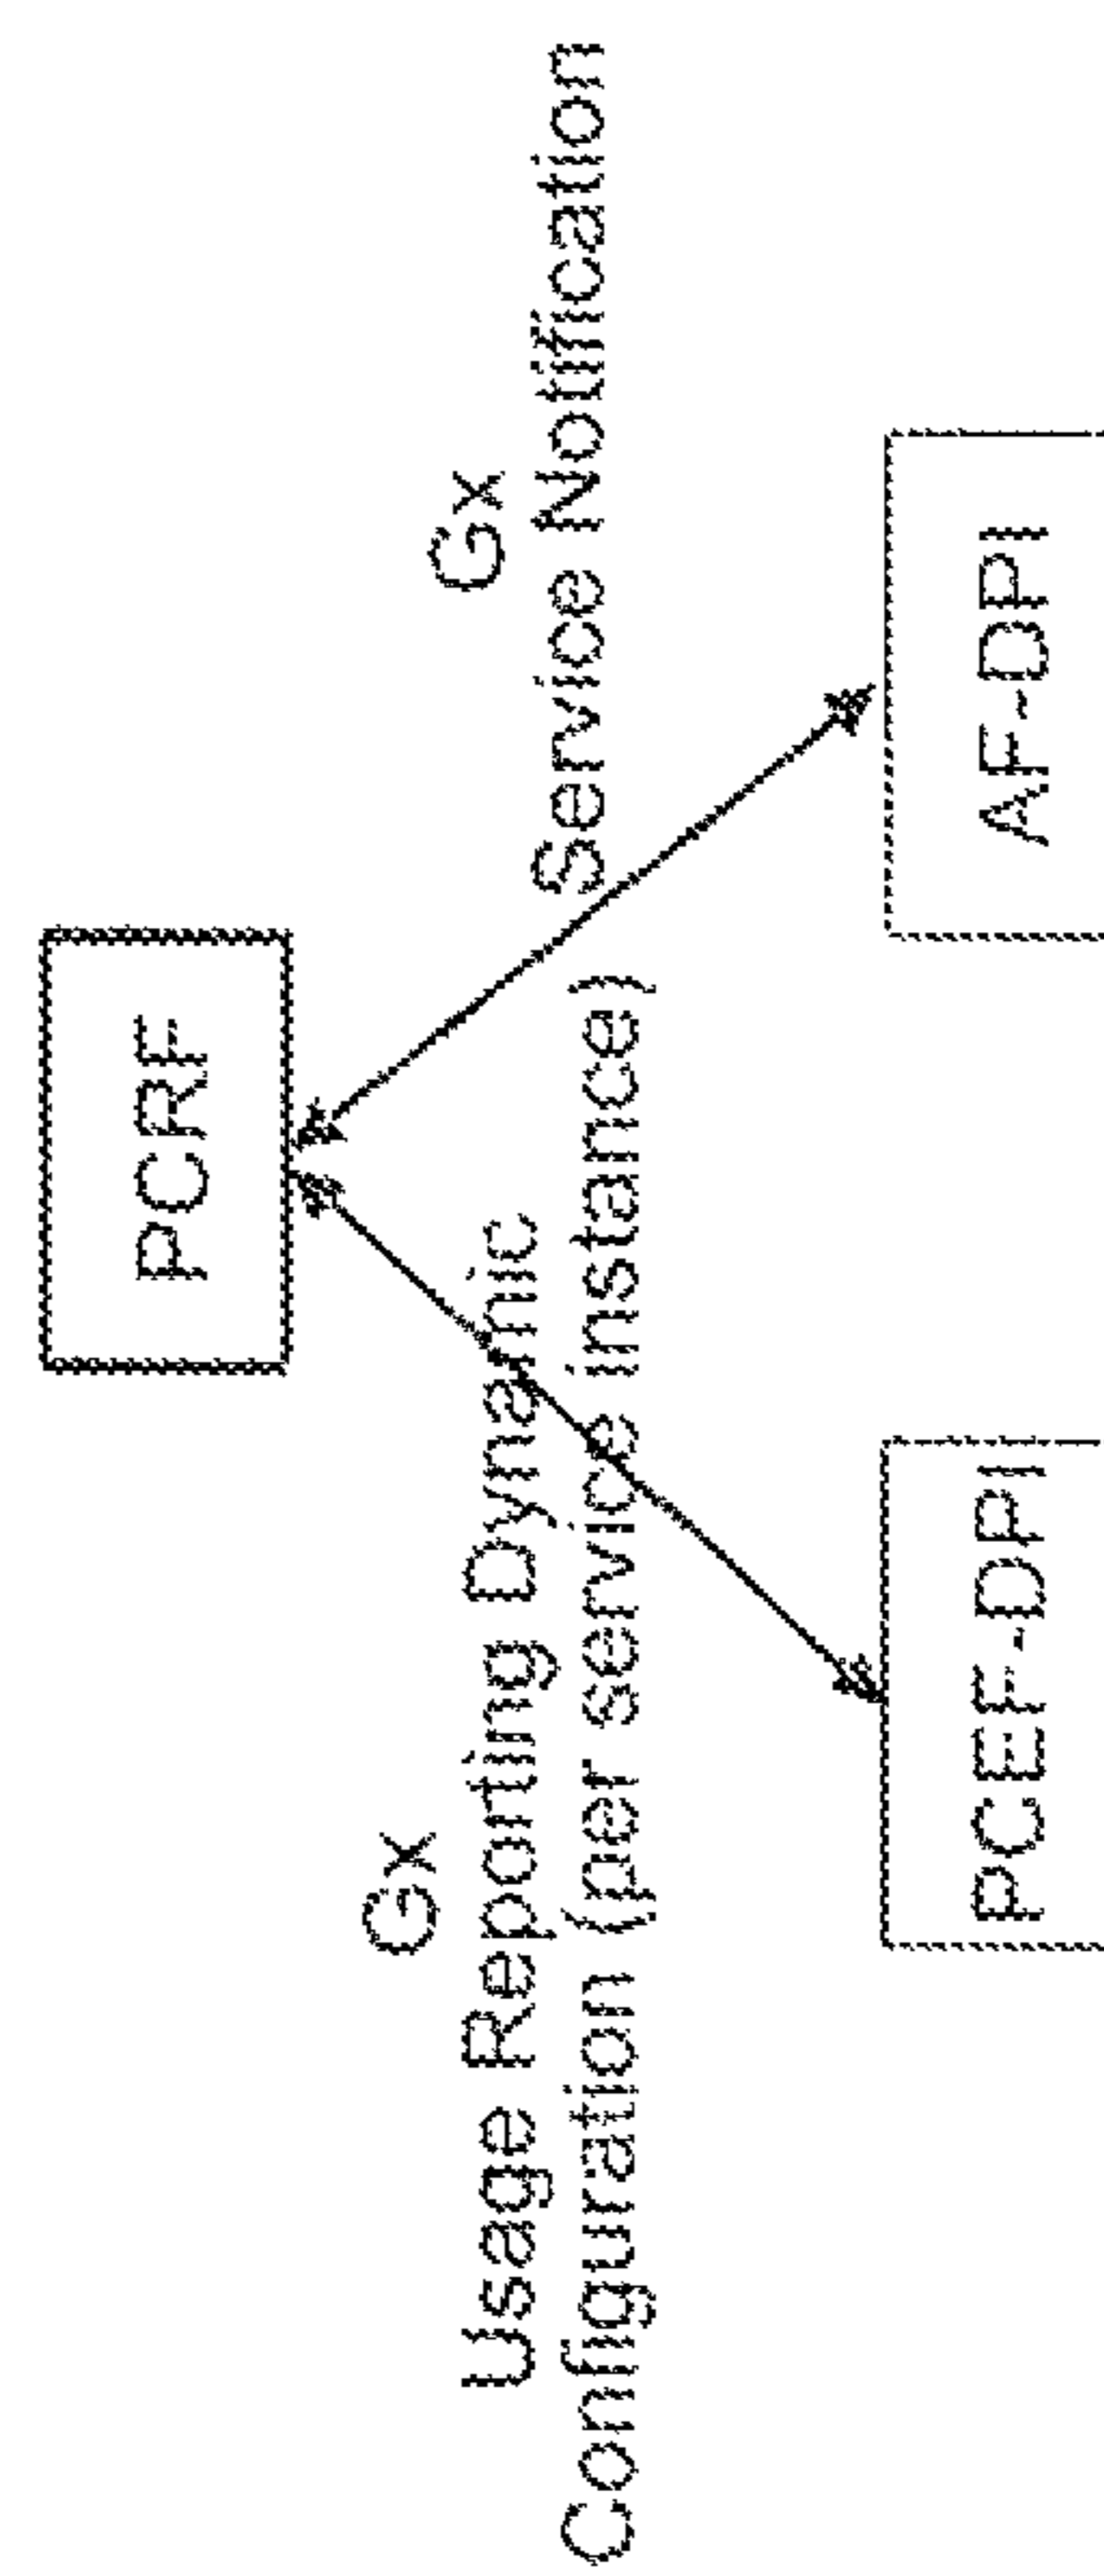 PCRF
Gx
Usage Reporting Dynamic
Configuration (per service instance)
Gx
Service Notification
PCEF-DPI
AF-DPI